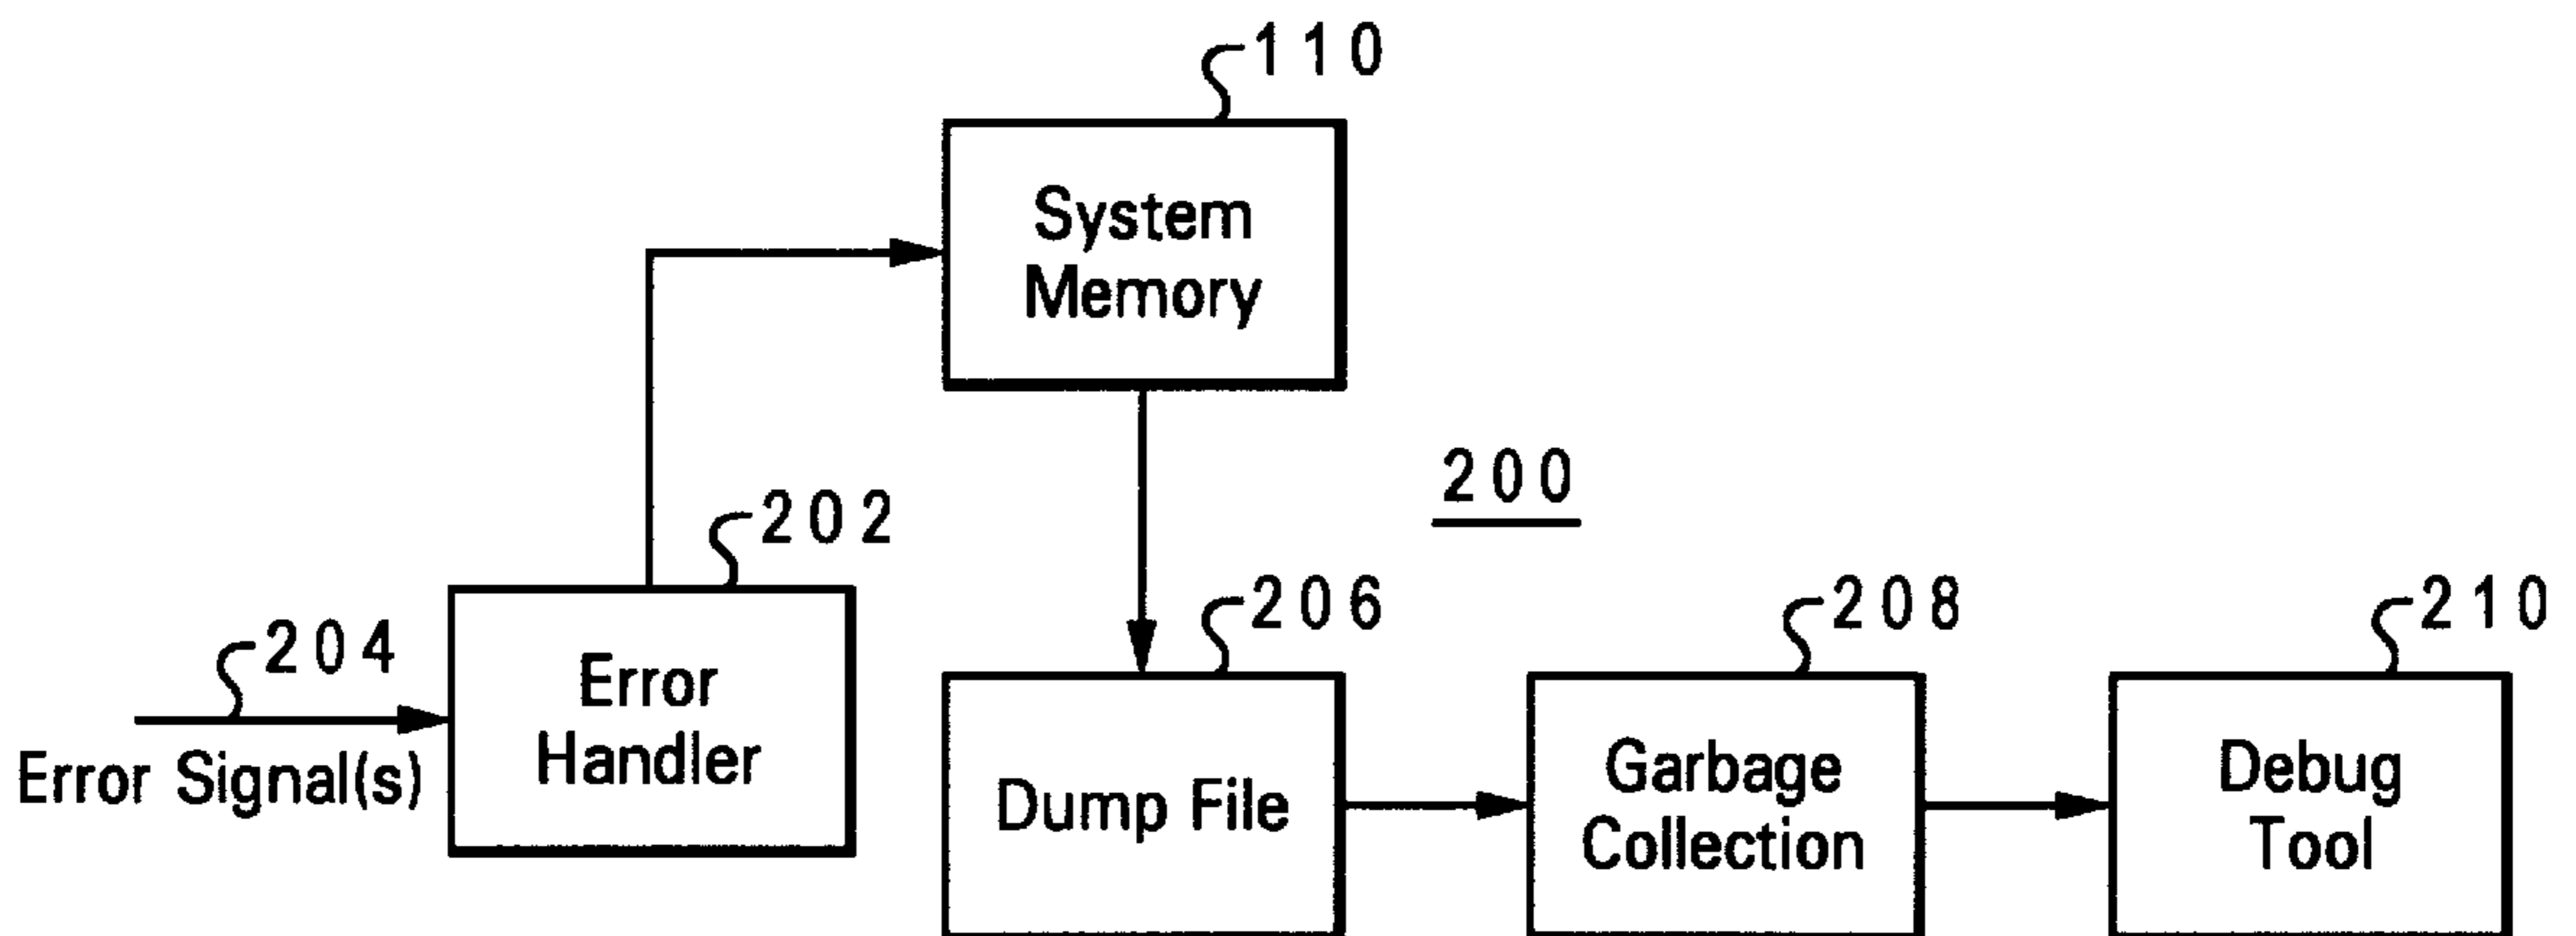 110
System
Memory
200
202
204
Error
Handler
Error Signal(s)
206
Dump File
208
Garbage
Collection
210
Debug
Tool